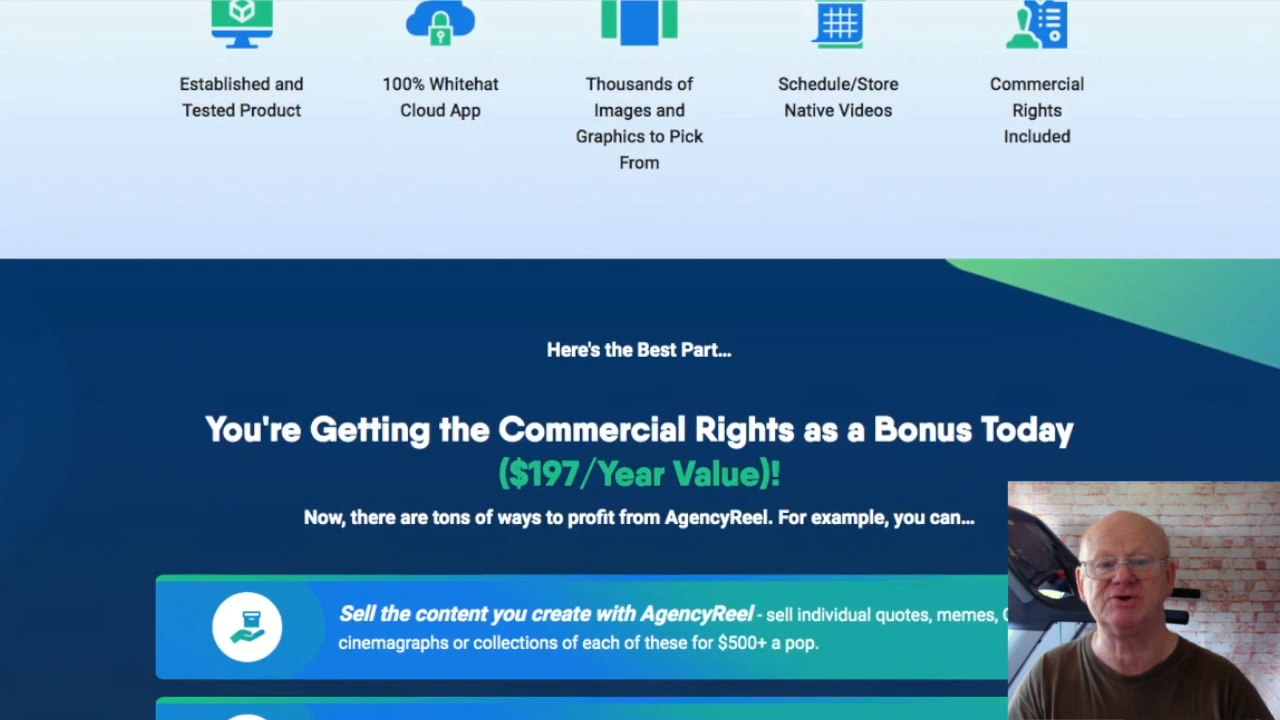 Established and
Tested Product
100% Whitehat
Cloud App
Thousands of
Images and
Graphics to Pick
From
Schedule/Store
Native Videos
Commercial
Rights
Included
Here's the Best Part...
You're Getting the Commercial Rights as a Bonus Today
($197/Year Value)!
Now, there are tons of ways to profit from AgencyReel. For example, you can...
Sell the content you create with AgencyReel - sell individual quotes, memes,
cinemagraphs or collections of each of these for $500+ a pop.